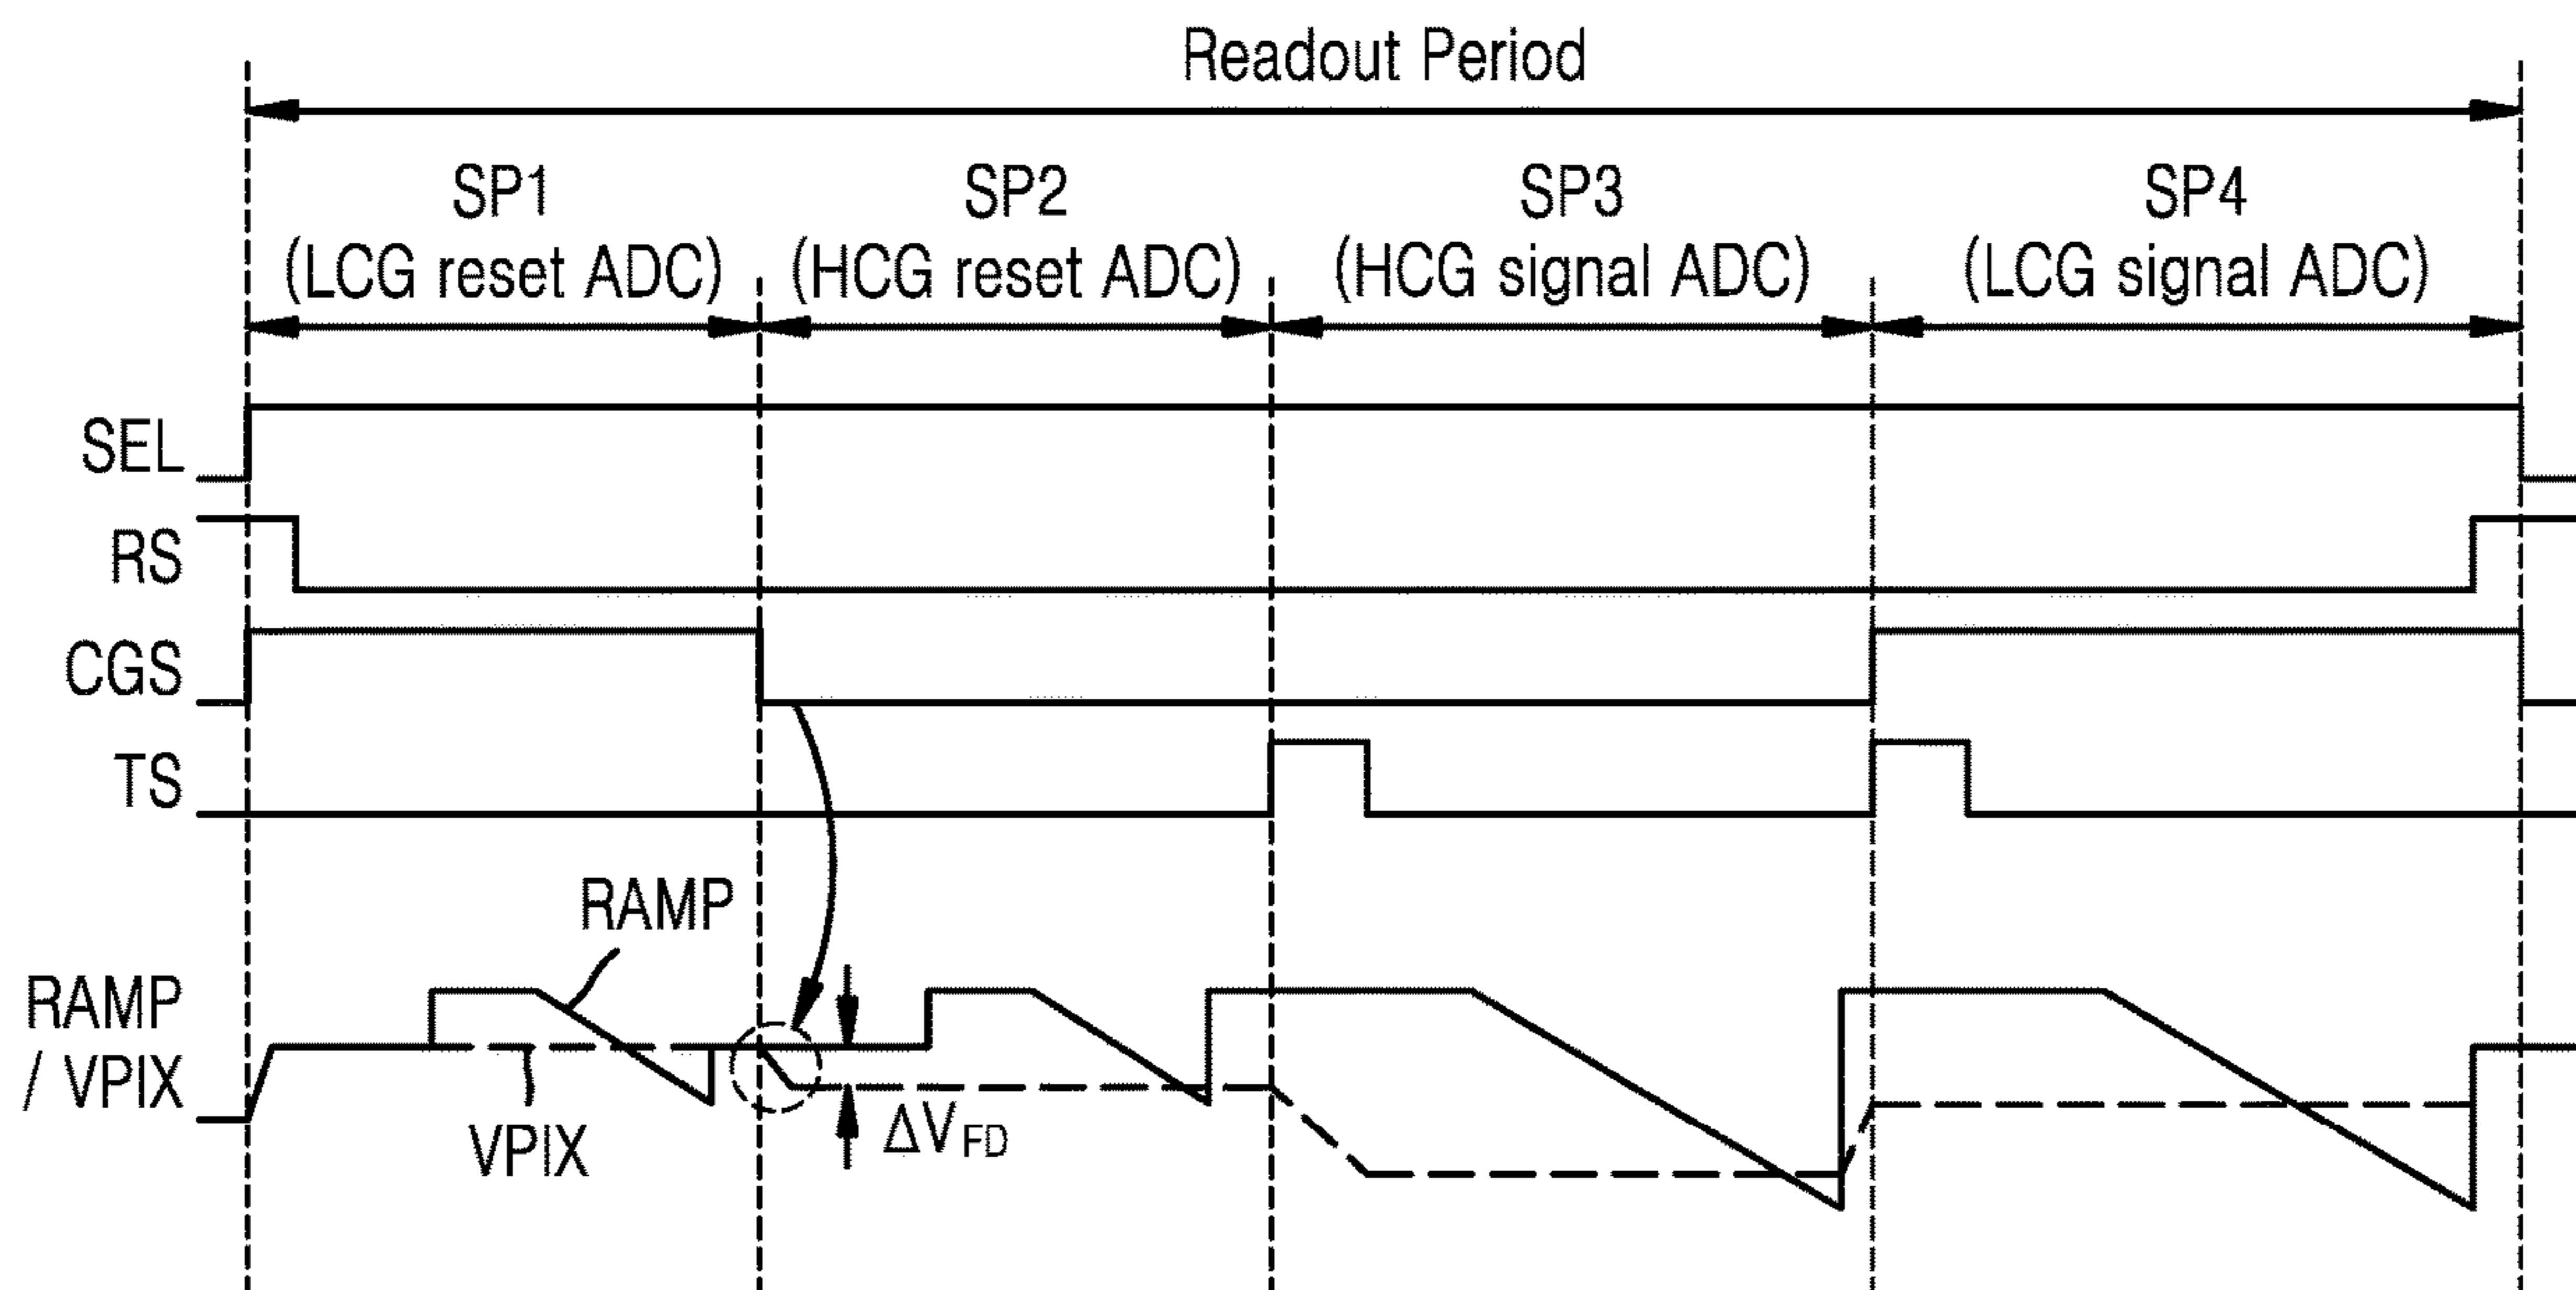 Readout Period
SP1
(LCG reset ADC)
SP2
(HCG reset ADC)
SP3
(HCG signal ADC)
SP4
(LCG signal ADC)
SEL
RS
CGS
TS
RAMP
RAMP
/ VPIX
VPIX
ΔVFD